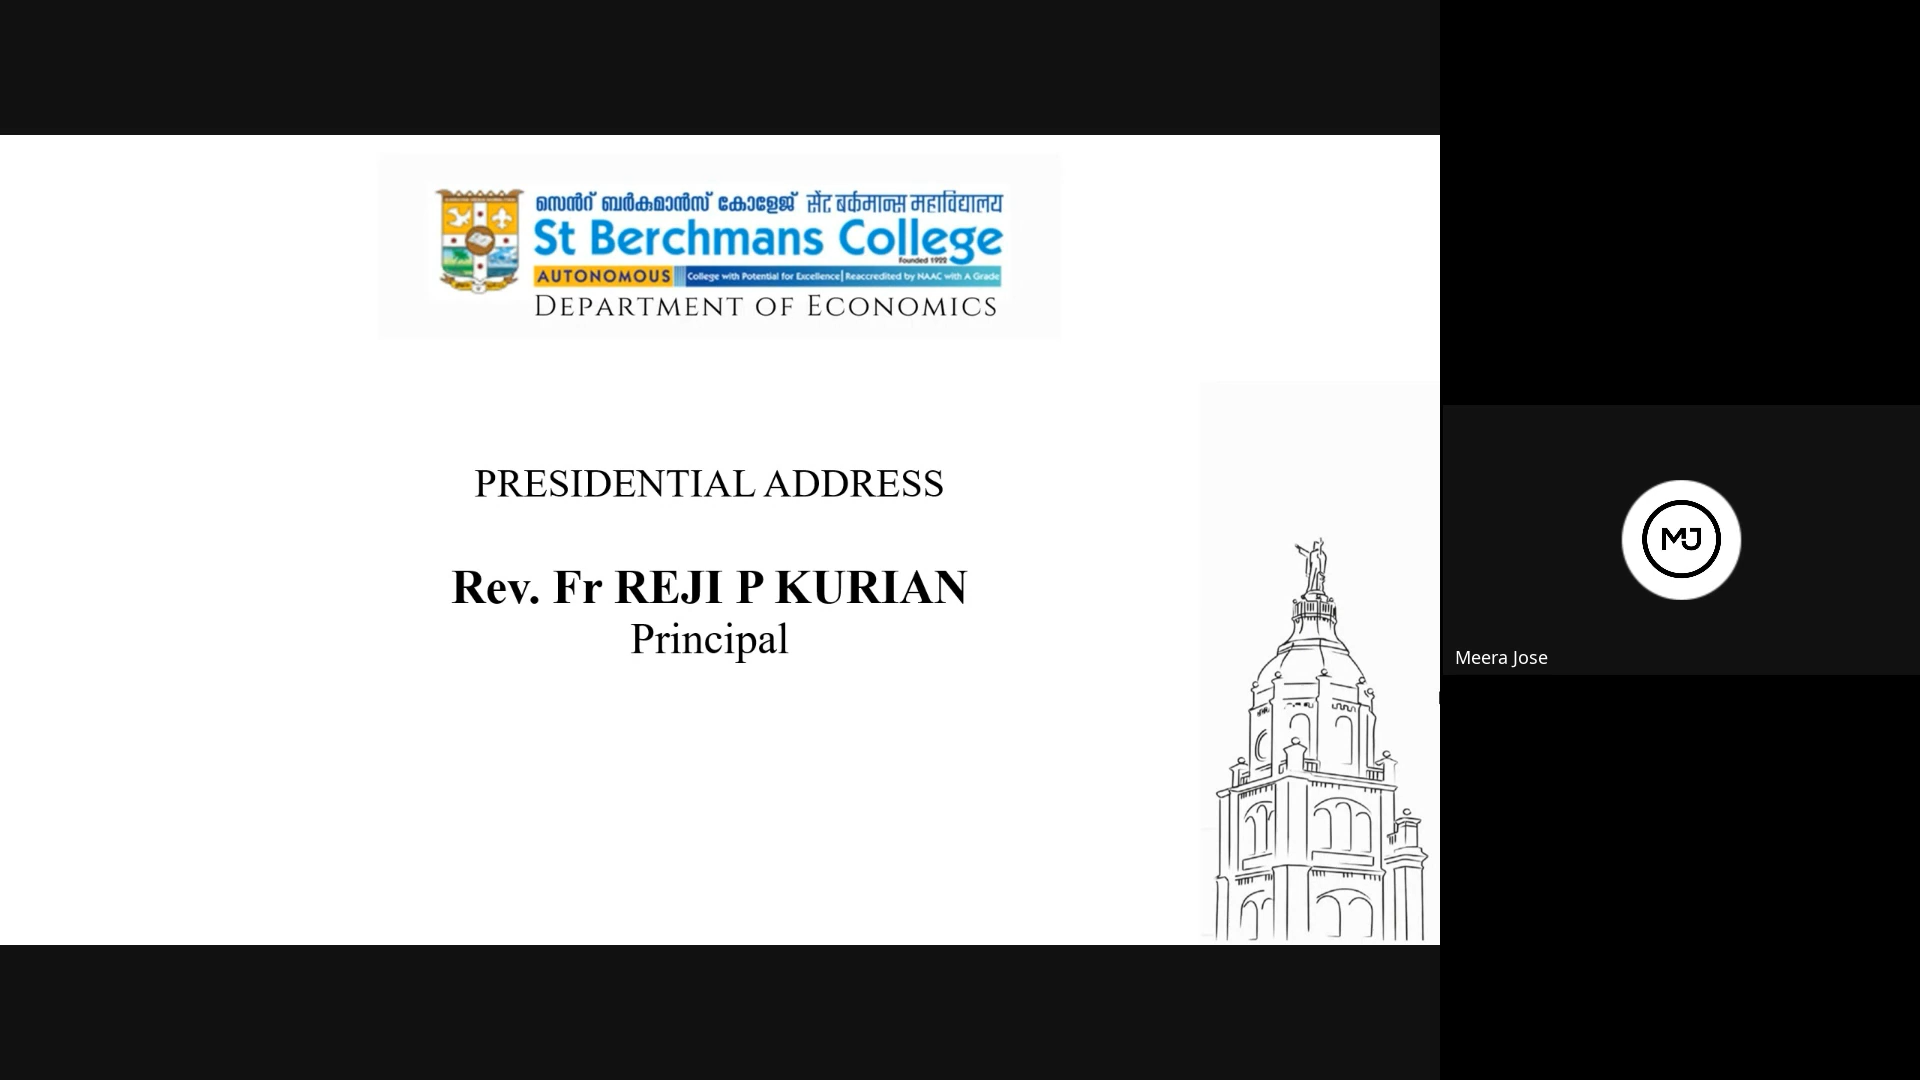 സെൻറ് ബർക്ക്മാൻസ് കോളേജ് सेंट बर्कमान्स महाविद्यालय
St Berchmans College
Founded 1922
AUTONOMOUS College with Potential for Excellence | Reaccredited by NAAC with A Grade
DEPARTMENT OF ECONOMICS
PRESIDENTIAL ADDRESS
Rev. Fr REJI P KURIAN
Principal
MJ
Meera Jose